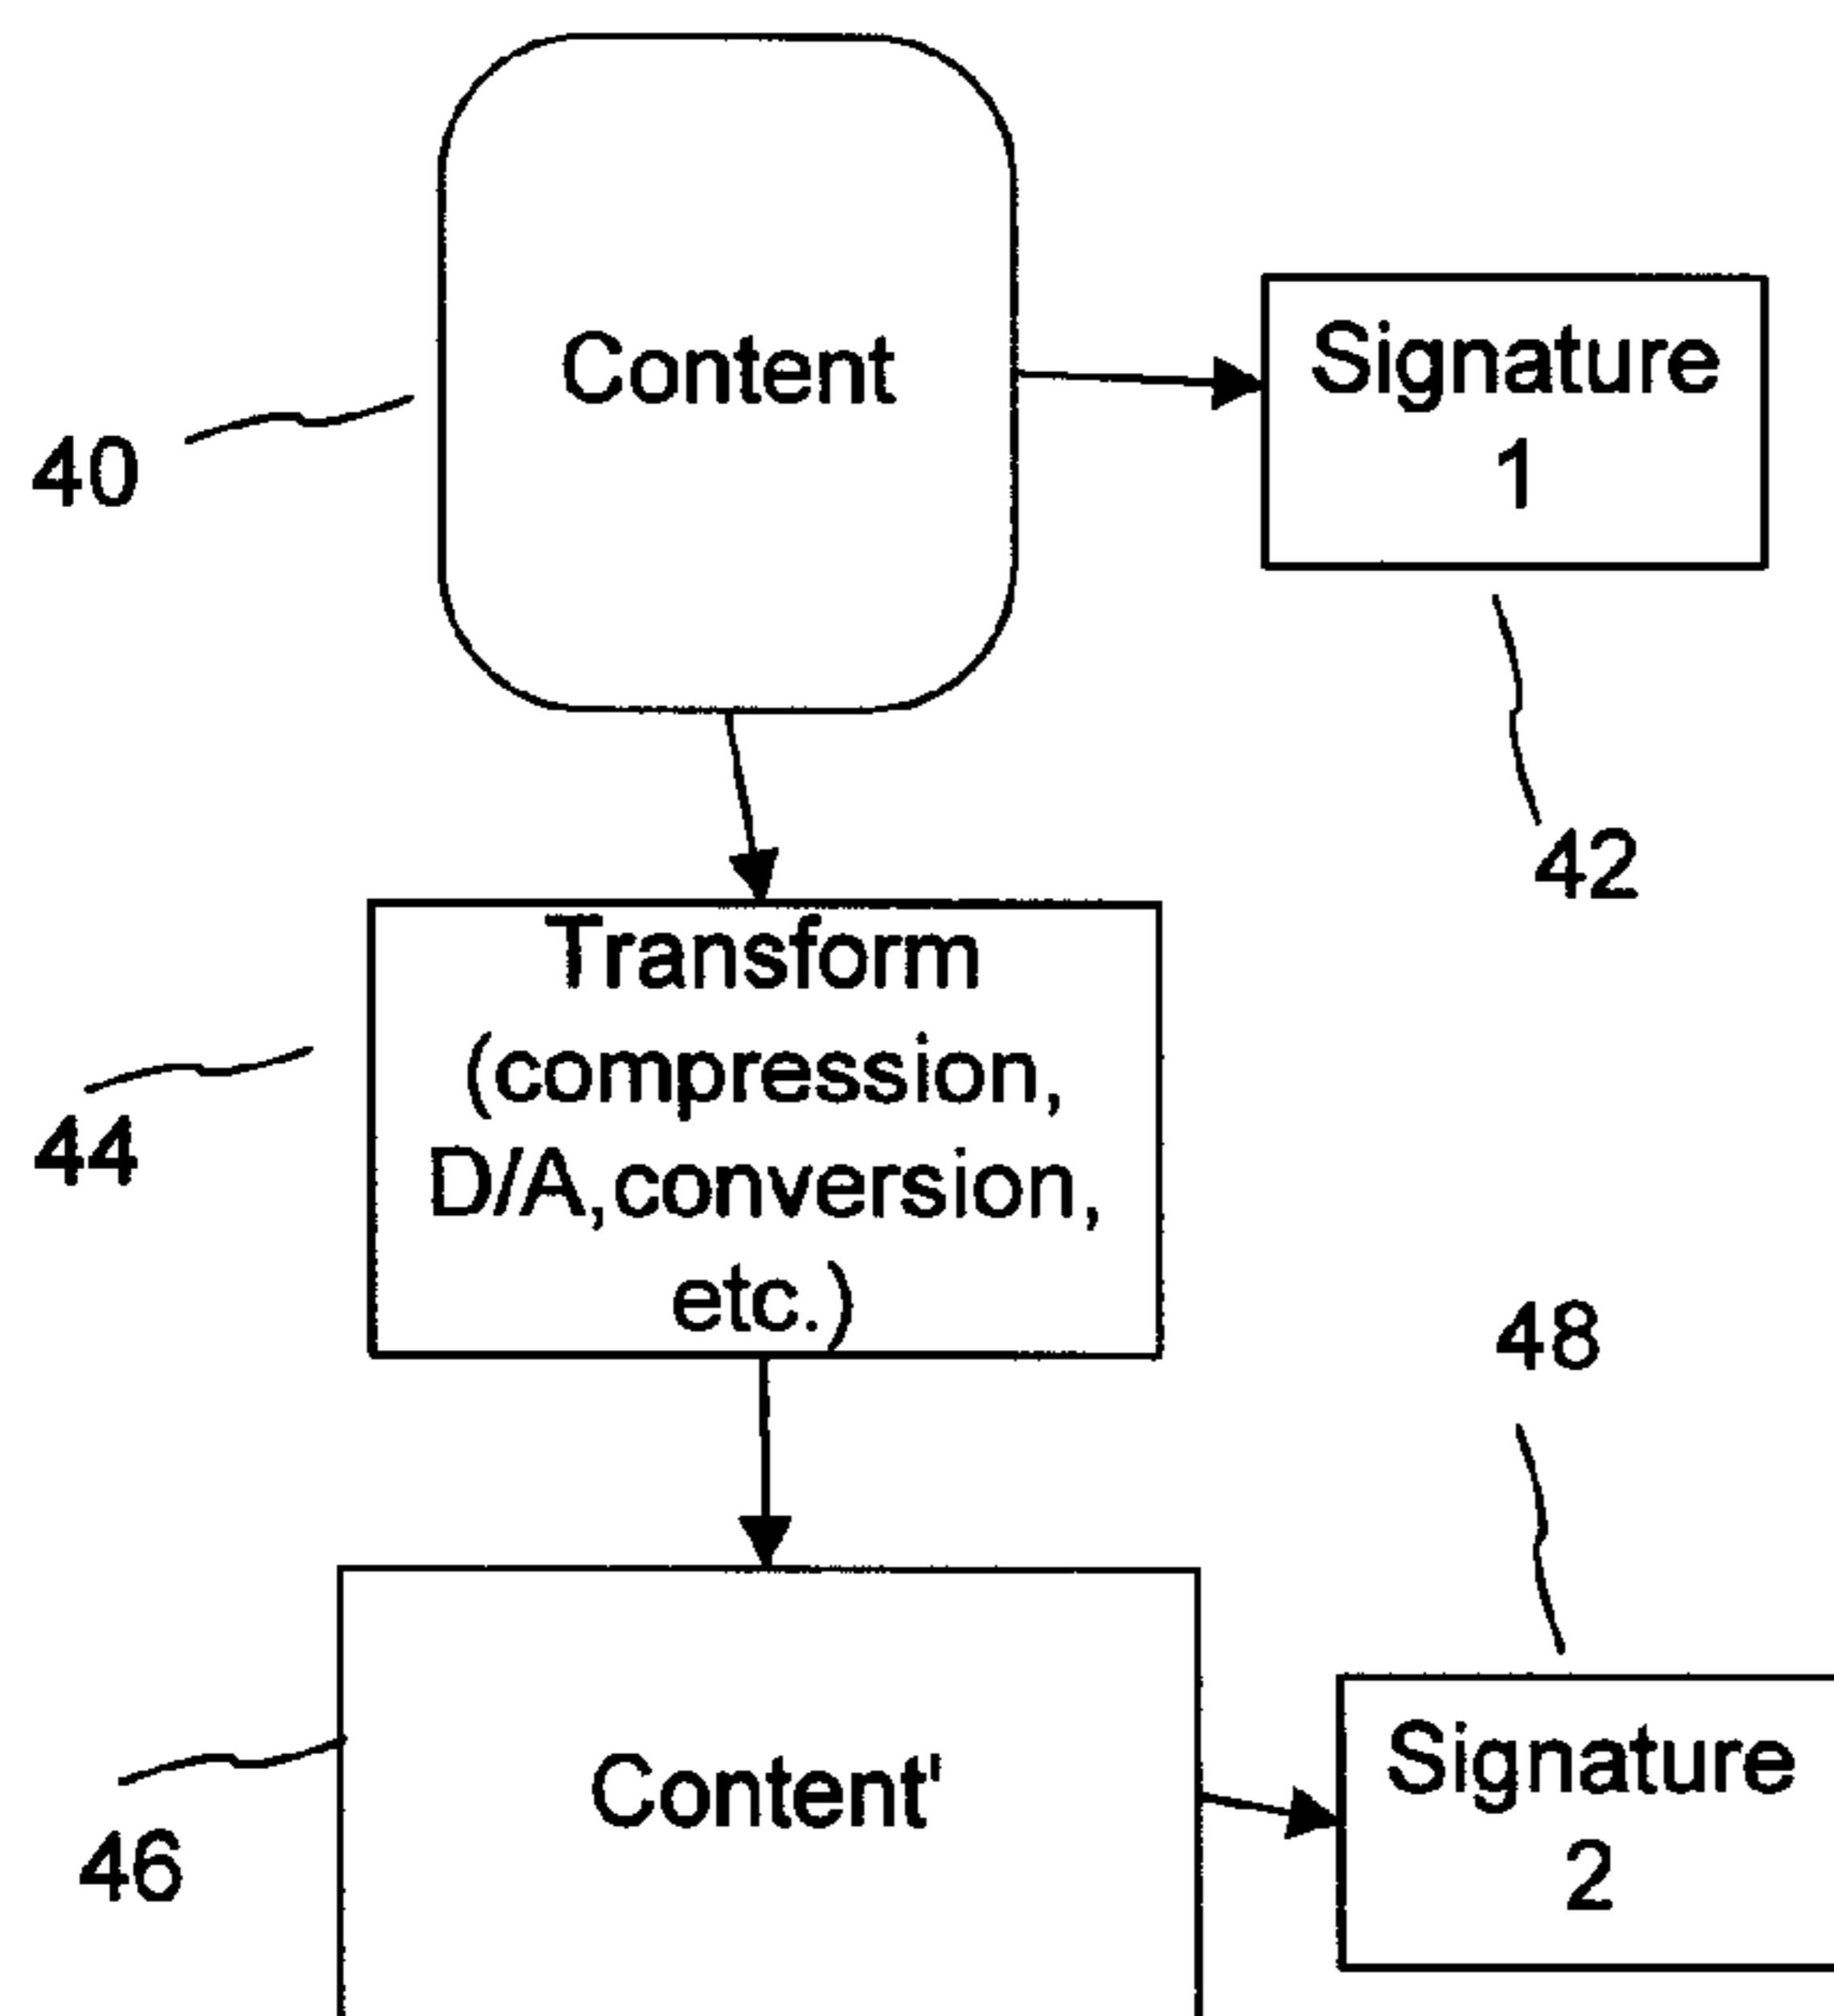 Content
Signature
1
40
42
Transform
(compression,
D/A,conversion,
etc.)
44
48
Content'
Signature
2
46